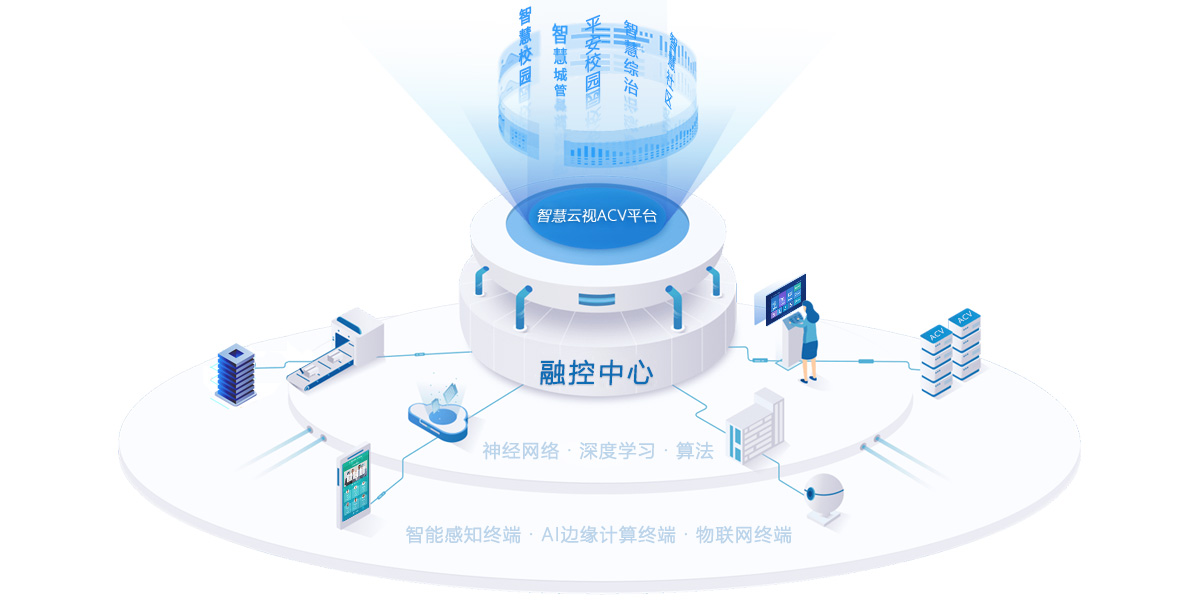 智慧校园
智慧城管
平安校园
智慧综治
智慧社区
智慧云视ACV平台
融控中心
ACV
ACV
神经网络 · 深度学习 · 算法
智能感知终端 · AI边缘计算终端 · 物联网终端